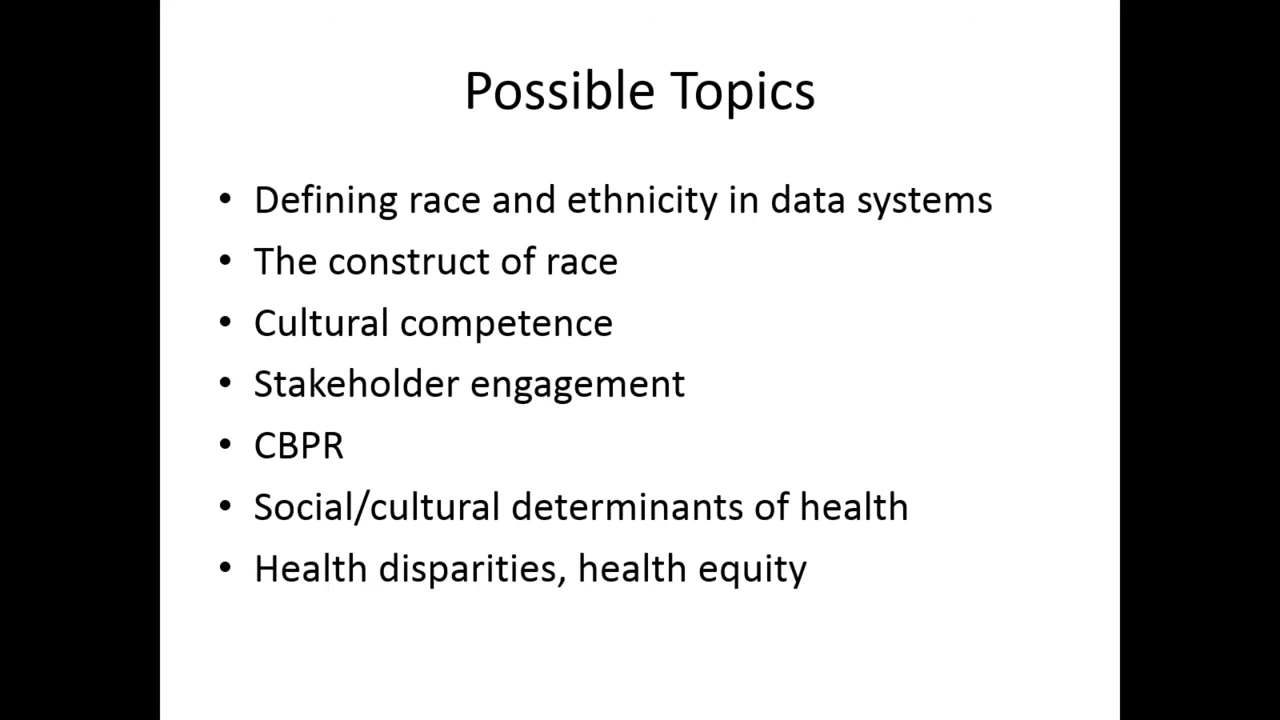 Possible Topics
• Defining race and ethnicity in data systems
• The construct of race
• Cultural competence
• Stakeholder engagement
• CBPR
• Social/cultural determinants of health
• Health disparities, health equity